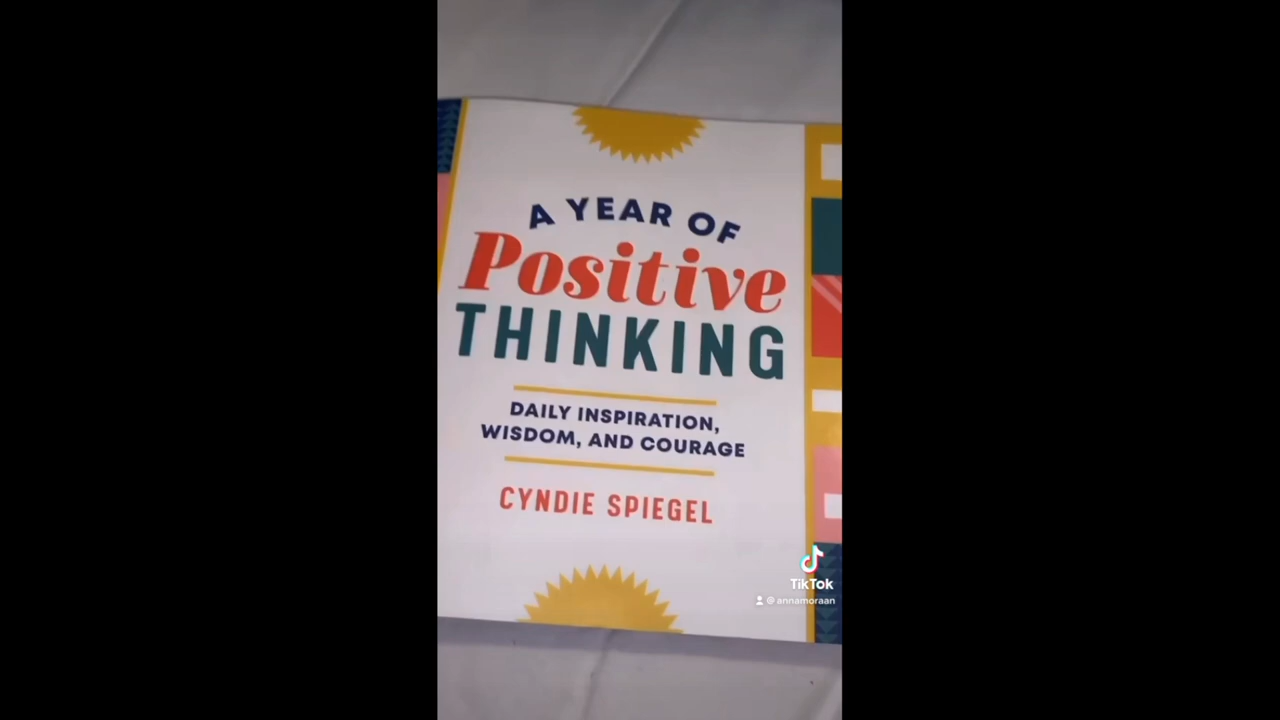 A YEAR OF
Positive
THINKING
DAILY INSPIRATION,
WISDOM, AND COURAGE
CYNDIE SPIEGEL
TikTok
@annamoraan